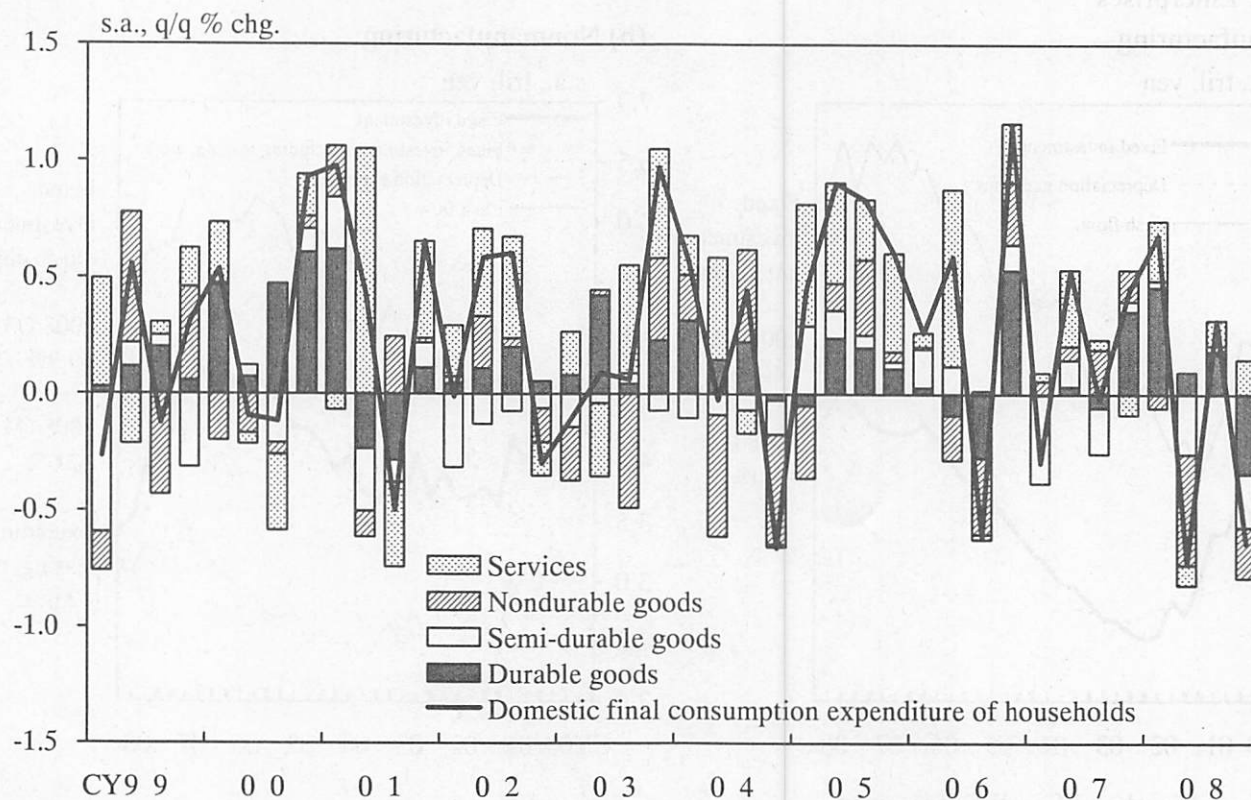 s.a., q/q % chg.
1.5
1.0
0.5
0.0
-0.5
-1.0
-1.5
Services
Nondurable goods
Semi-durable goods
Durable goods
Domestic final consumption expenditure of households
CY9 9 0 0 0 1 0 2 0 3 0 4 0 5 0 6 0 7 0 8